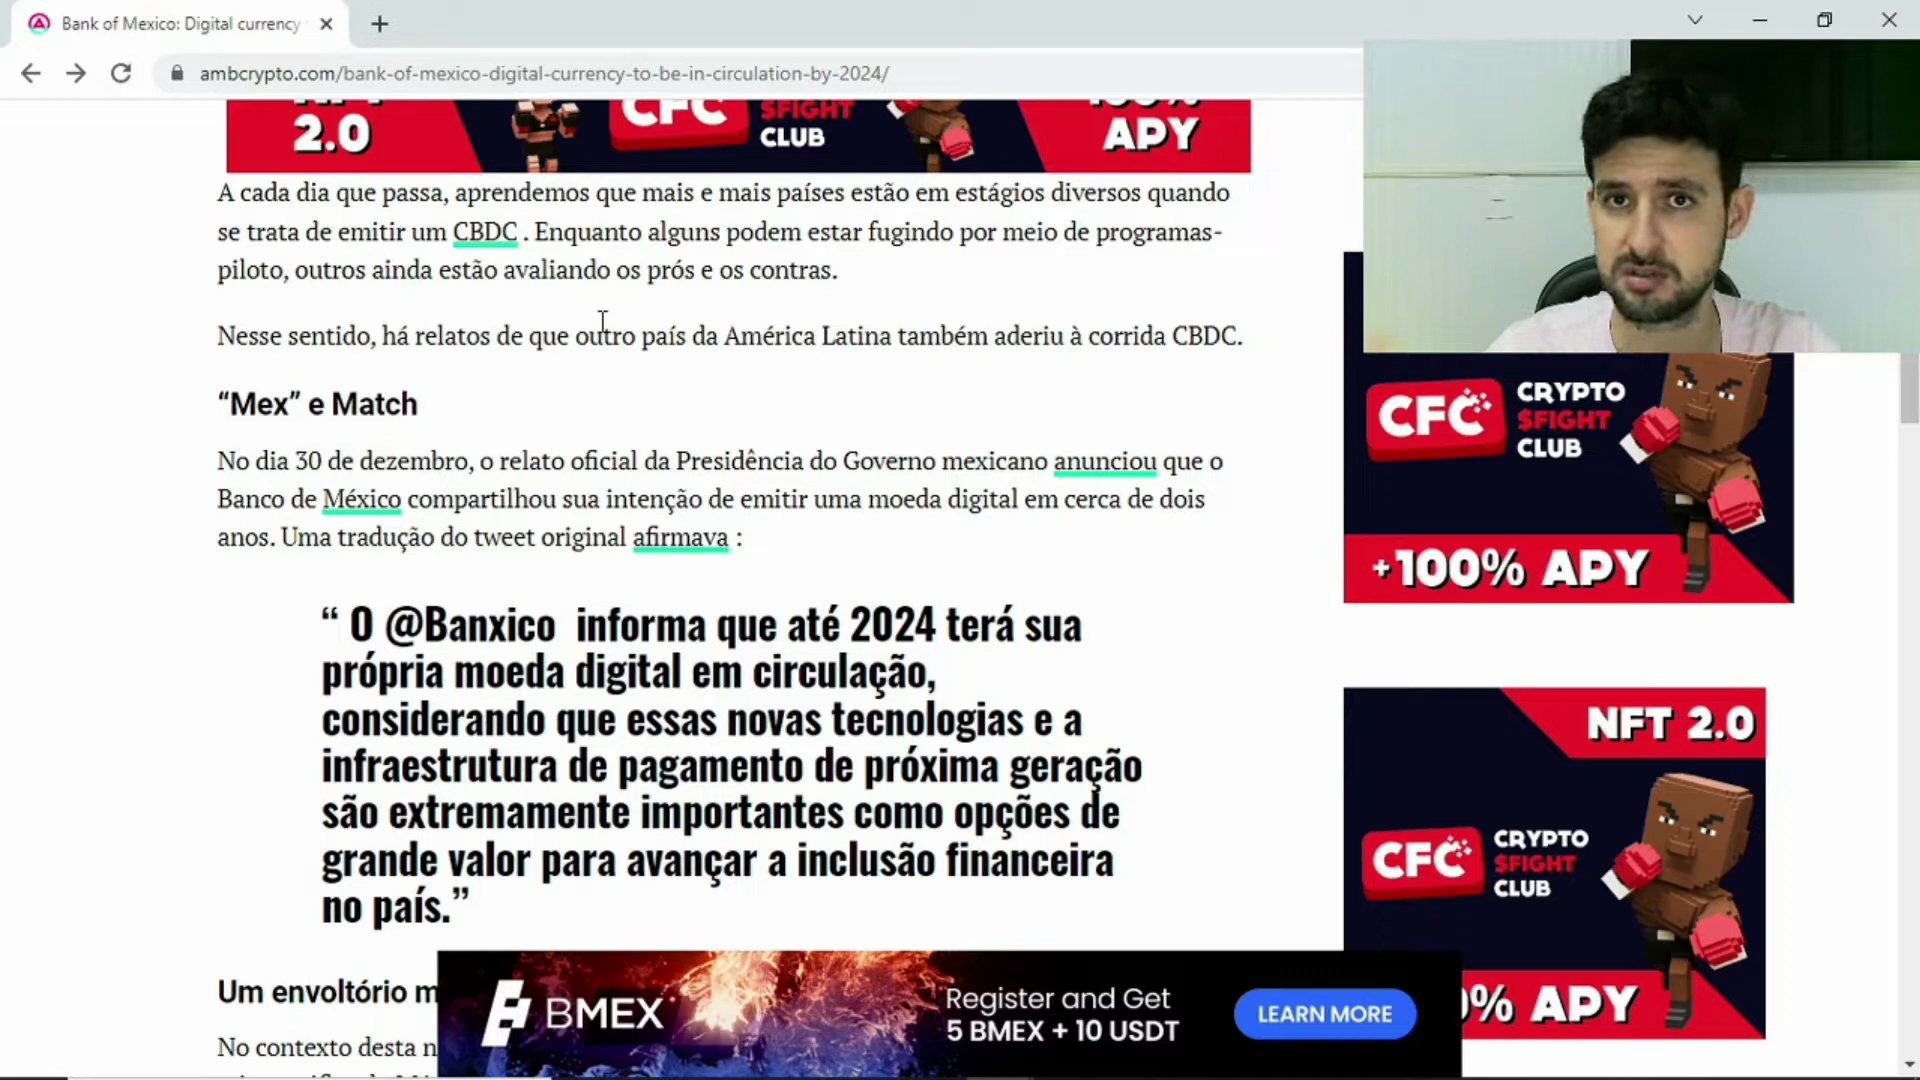 Bank of Mexico: Digital currency
ambcrypto.com/bank-of-mexico-digital-currency-to-be-in-circulation-by-2024/
2.0
CFC
$FIGHT
CLUB
100%
APY
A cada dia que passa, aprendemos que mais e mais países estão em estágios diversos quando
se trata de emitir um CBDC . Enquanto alguns podem estar fugindo por meio de programas-
piloto, outros ainda estão avaliando os prós e os contras.
Nesse sentido, há relatos de que outro país da América Latina também aderiu à corrida CBDC.
“Mex” e Match
No dia 30 de dezembro, o relato oficial da Presidência do Governo mexicano anunciou que o
Banco de México compartilhou sua intenção de emitir uma moeda digital em cerca de dois
anos. Uma tradução do tweet original afirmava :
“ O @Banxico informa que até 2024 terá sua
própria moeda digital em circulação,
considerando que essas novas tecnologias e a
infraestrutura de pagamento de próxima geração
são extremamente importantes como opções de
grande valor para avançar a inclusão financeira
no país.”
Um envoltório m
No contexto desta n
CFC
CRYPTO
$FIGHT
CLUB
+100% APY
NFT 2.0
CFC
CRYPTO
$FIGHT
CLUB
0% APY
BMEX
Register and Get
5 BMEX + 10 USDT
LEARN MORE